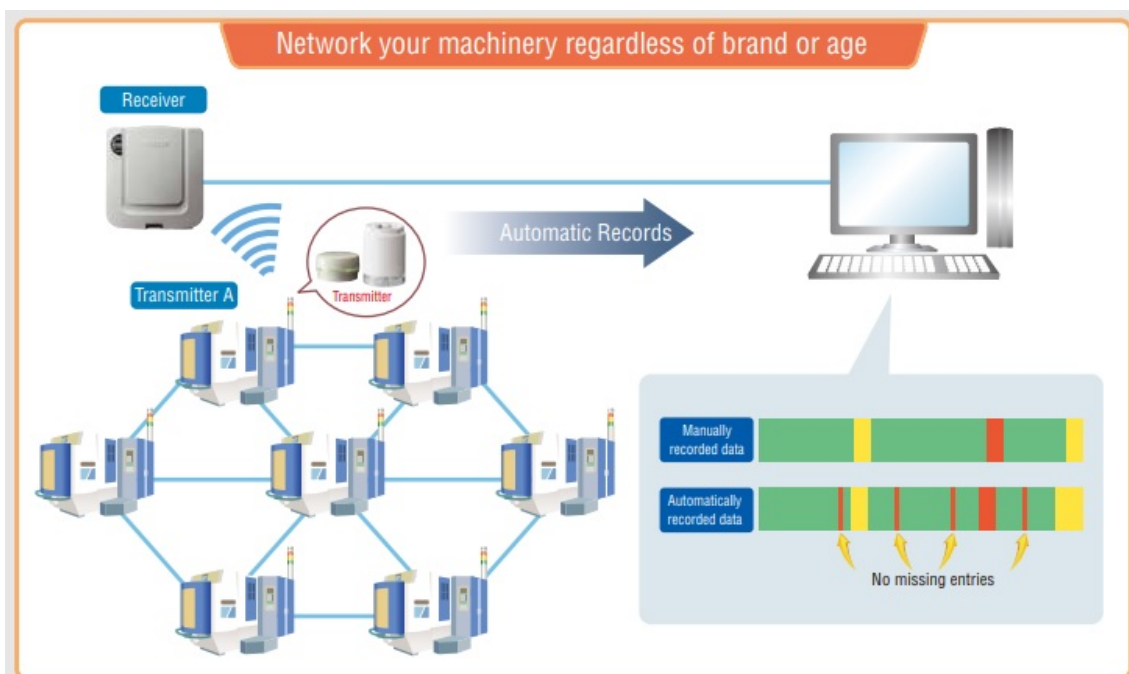 Network your machinery regardless of brand or age
Receiver
Automatic Records
Transmitter
Transmitter A
Manually
recorded data
Automatically
recorded data
No missing entries